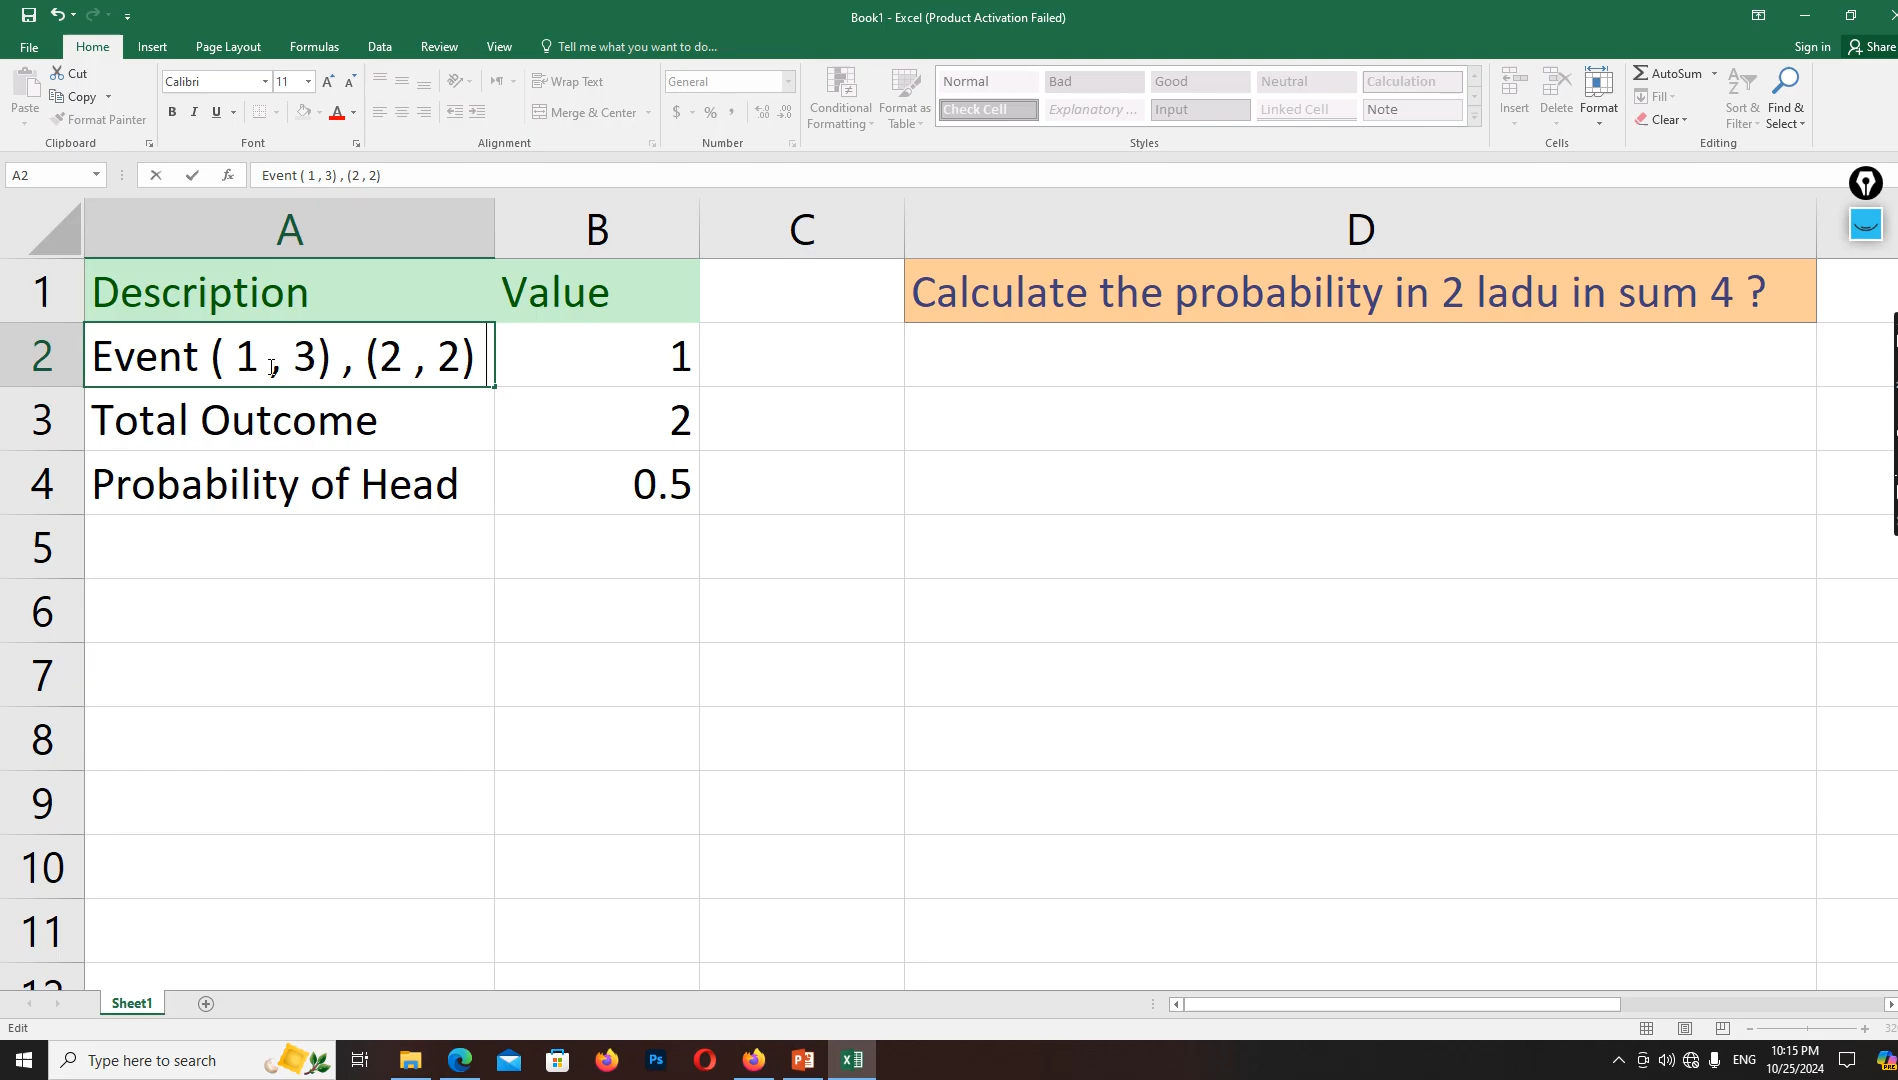 Book1 - Excel (Product Activation Failed)
File Home Insert Page Layout Formulas Data Review View Tell me what you want to do... Sign in Share
Cut
Copy
Format Painter
Paste
Clipboard
Calibri 11
B I U
Font
Wrap Text
Merge & Center
Alignment
General
$ % ,
Number
Conditional Formatting
Format as Table
Normal Bad Good Neutral Calculation
Check Cell Explanatory ... Input Linked Cell Note
Styles
Insert Delete Format
Cells
AutoSum
Fill
Clear
Sort & Filter
Find & Select
Editing
A2 fx Event ( 1 , 3) , (2 , 2)
A B C D
1 Description Value Calculate the probability in 2 ladu in sum 4 ?
2 Event ( 1 , 3) , (2 , 2) 1
3 Total Outcome 2
4 Probability of Head 0.5
5
6
7
8
9
10
11
Sheet1
Edit
Type here to search
ENG
10:15 PM
10/25/2024